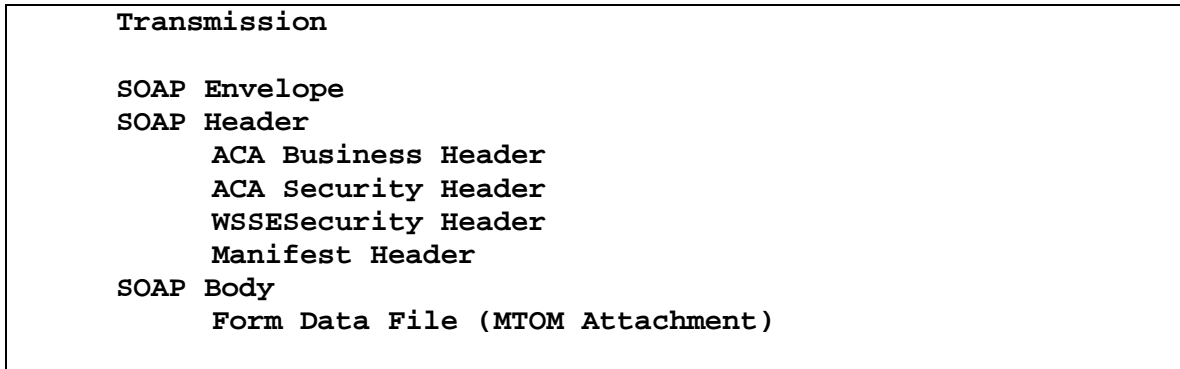 Transmission
SOAP Envelope
SOAP Header
ACA Business Header
ACA Security Header
WSSESecurity Header
Manifest Header
SOAP Body
Form Data File (MTOM Attachment)